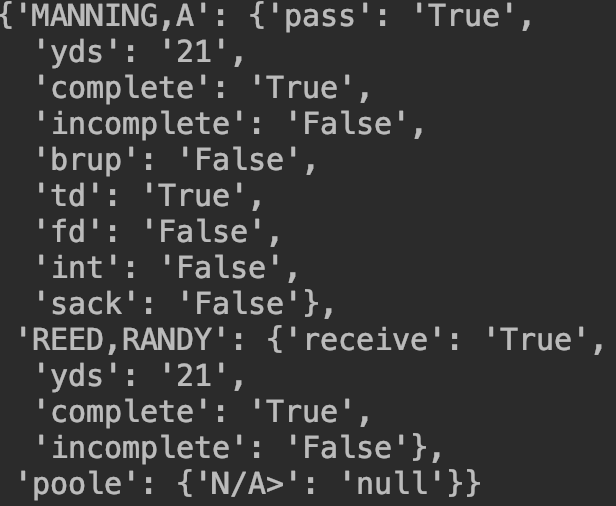 {'MANNING,A': {'pass': 'True',
'yds': '21',
'complete': 'True',
'incomplete': 'False',
'brup': 'False',
'td': 'True',
'fd': 'False',
'int': 'False',
'sack': 'False'},
'REED,RANDY': {'receive': 'True',
'yds': '21',
'complete': 'True',
'incomplete': 'False'},
'poole': {'N/A>': 'null'}}